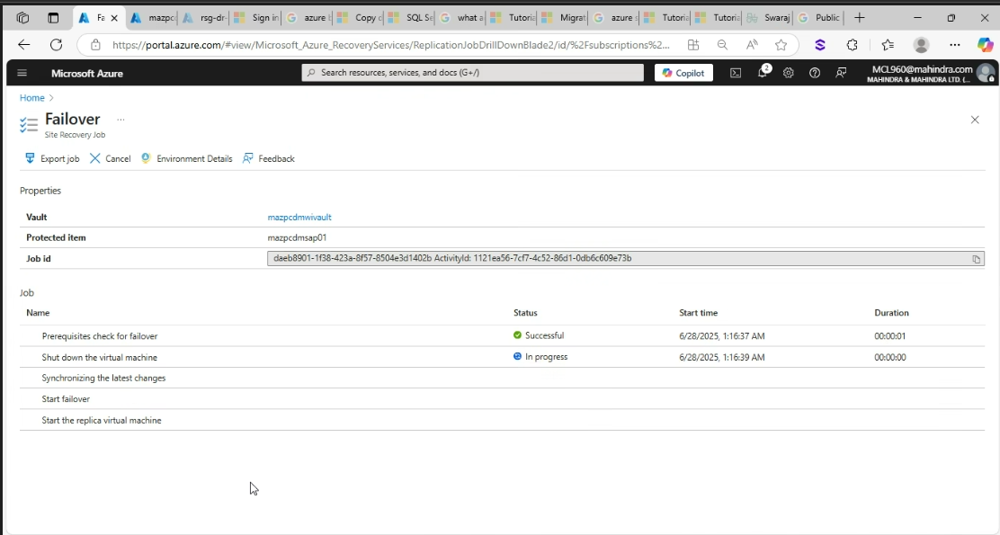 Fa
mazpc
rsg-dr-
Sign in
azure b
Copy c
SQL Se
what a
Tutoria
Migrat
azure s
Tutoria
Tutoria
Swaraj
Public
https://portal.azure.com/#view/Microsoft_Azure_RecoveryServices/ReplicationJobDrillDownBlade2/id/%2Fsubscriptions%2...
Microsoft Azure
Search resources, services, and docs (G+/)
Copilot
2
MCL960@mahindra.com
MAHINDRA & MAHINDRA LTD. (...
Home >
Failover ...
Site Recovery Job
Export job Cancel Environment Details Feedback
Properties
Vault mazpcdmwivault
Protected item mazpcdmsap01
Job id daeb8901-1f38-423a-8f57-8504e3d1402b ActivityId: 1121ea56-7cf7-4c52-86d1-0db6c609e73b
Job
Name Status Start time Duration
Prerequisites check for failover Successful 6/28/2025, 1:16:37 AM 00:00:01
Shut down the virtual machine In progress 6/28/2025, 1:16:39 AM 00:00:00
Synchronizing the latest changes
Start failover
Start the replica virtual machine